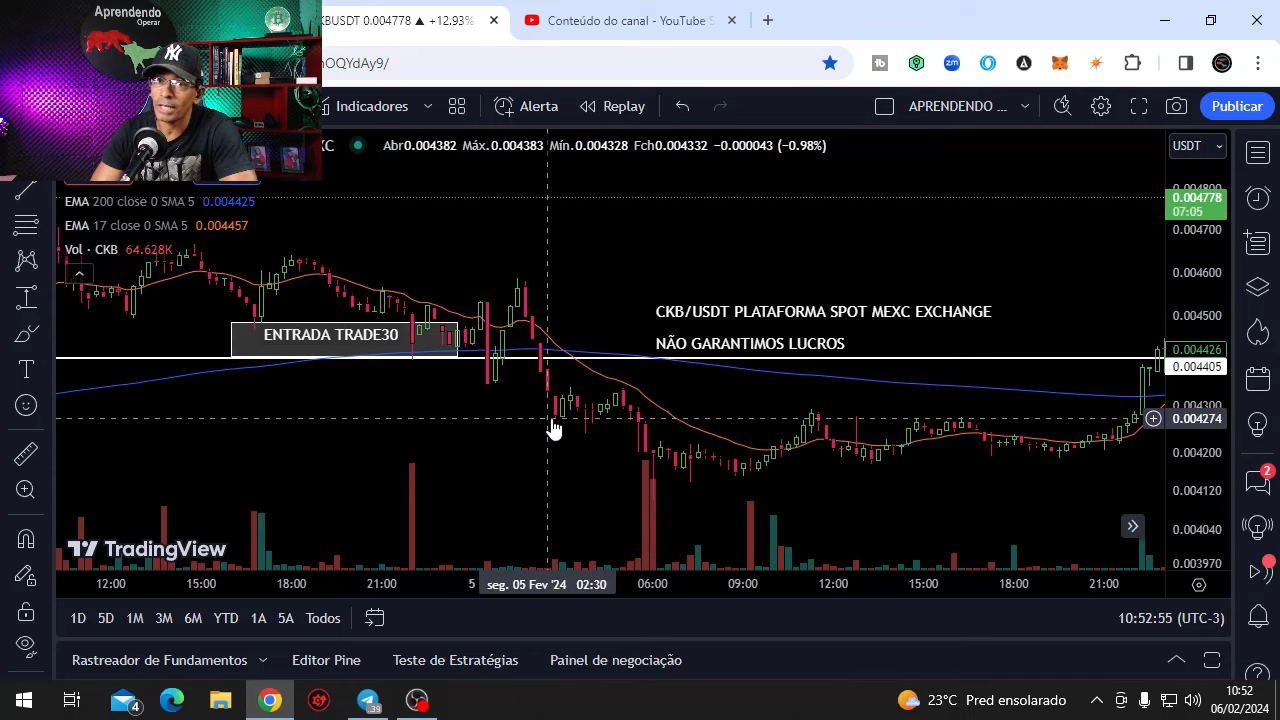 Aprendendo
Operar
KBUSDT 0.004778 ▲ +12.93%
Conteúdo do canal - YouTube S
OQYdAy9/
Indicadores
Alerta
Replay
APRENDENDO ...
Publicar
XC
Abr0.004382 Máx.0.004383 Mín.0.004328 Fch0.004332 −0.000043 (−0.98%)
USDT
EMA 200 close 0 SMA 5 0.004425
EMA 17 close 0 SMA 5 0.004457
Vol · CKB 64.628K
0.004800
0.004778
07:05
0.004700
0.004600
0.004500
0.004426
0.004405
0.004300
0.004274
0.004200
0.004120
0.004040
0.003970
CKB/USDT PLATAFORMA SPOT MEXC EXCHANGE
ENTRADA TRADE30
NÃO GARANTIMOS LUCROS
TradingView
12:00 15:00 18:00 21:00 5 seg. 05 Fev '24 02:30 06:00 09:00 12:00 15:00 18:00 21:00
1D 5D 1M 3M 6M YTD 1A 5A Todos
10:52:55 (UTC-3)
Rastreador de Fundamentos Editor Pine Teste de Estratégias Painel de negociação
2
4
39
23°C Pred ensolarado
10:52
06/02/2024